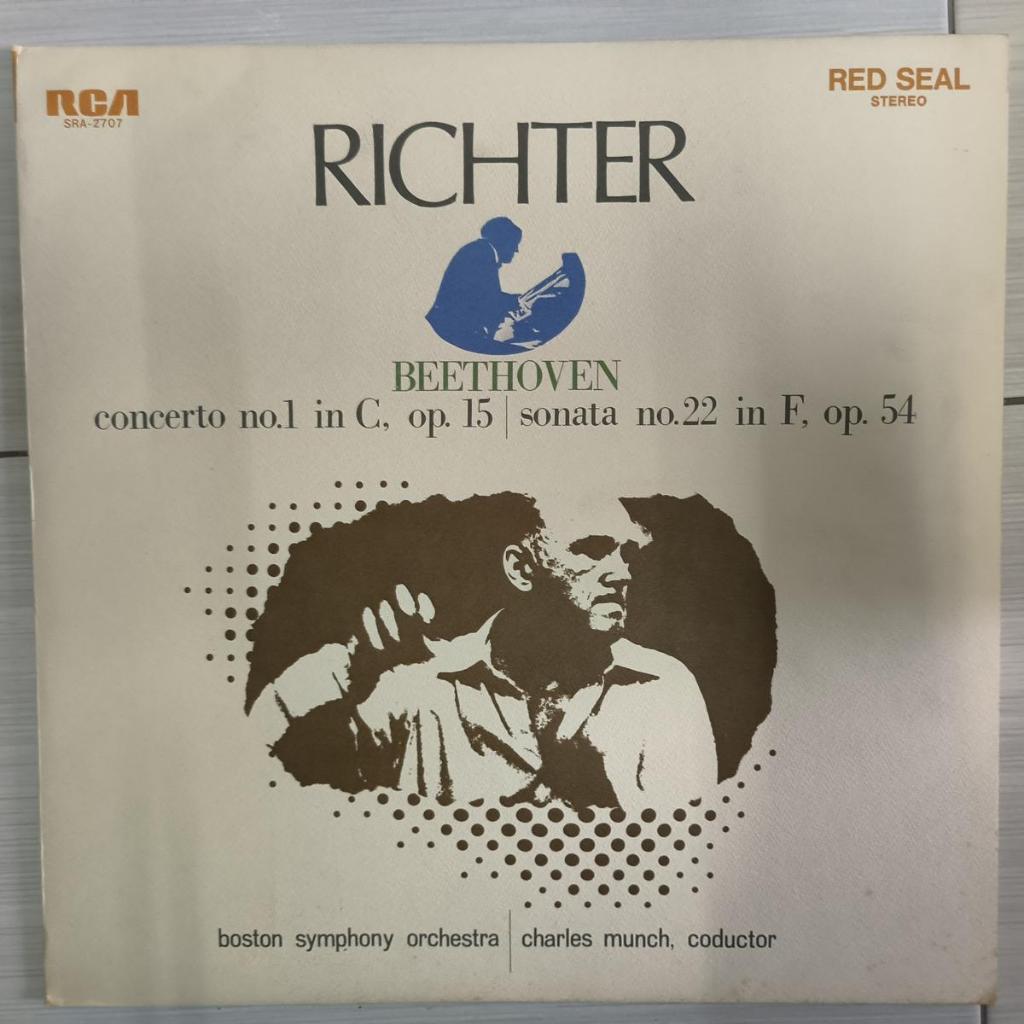 RCA
SRA-2707
RED SEAL
STEREO
RICHTER
BEETHOVEN
concerto no.1 in C, op. 15 | sonata no.22 in F, op. 54
boston symphony orchestra | charles munch, coductor